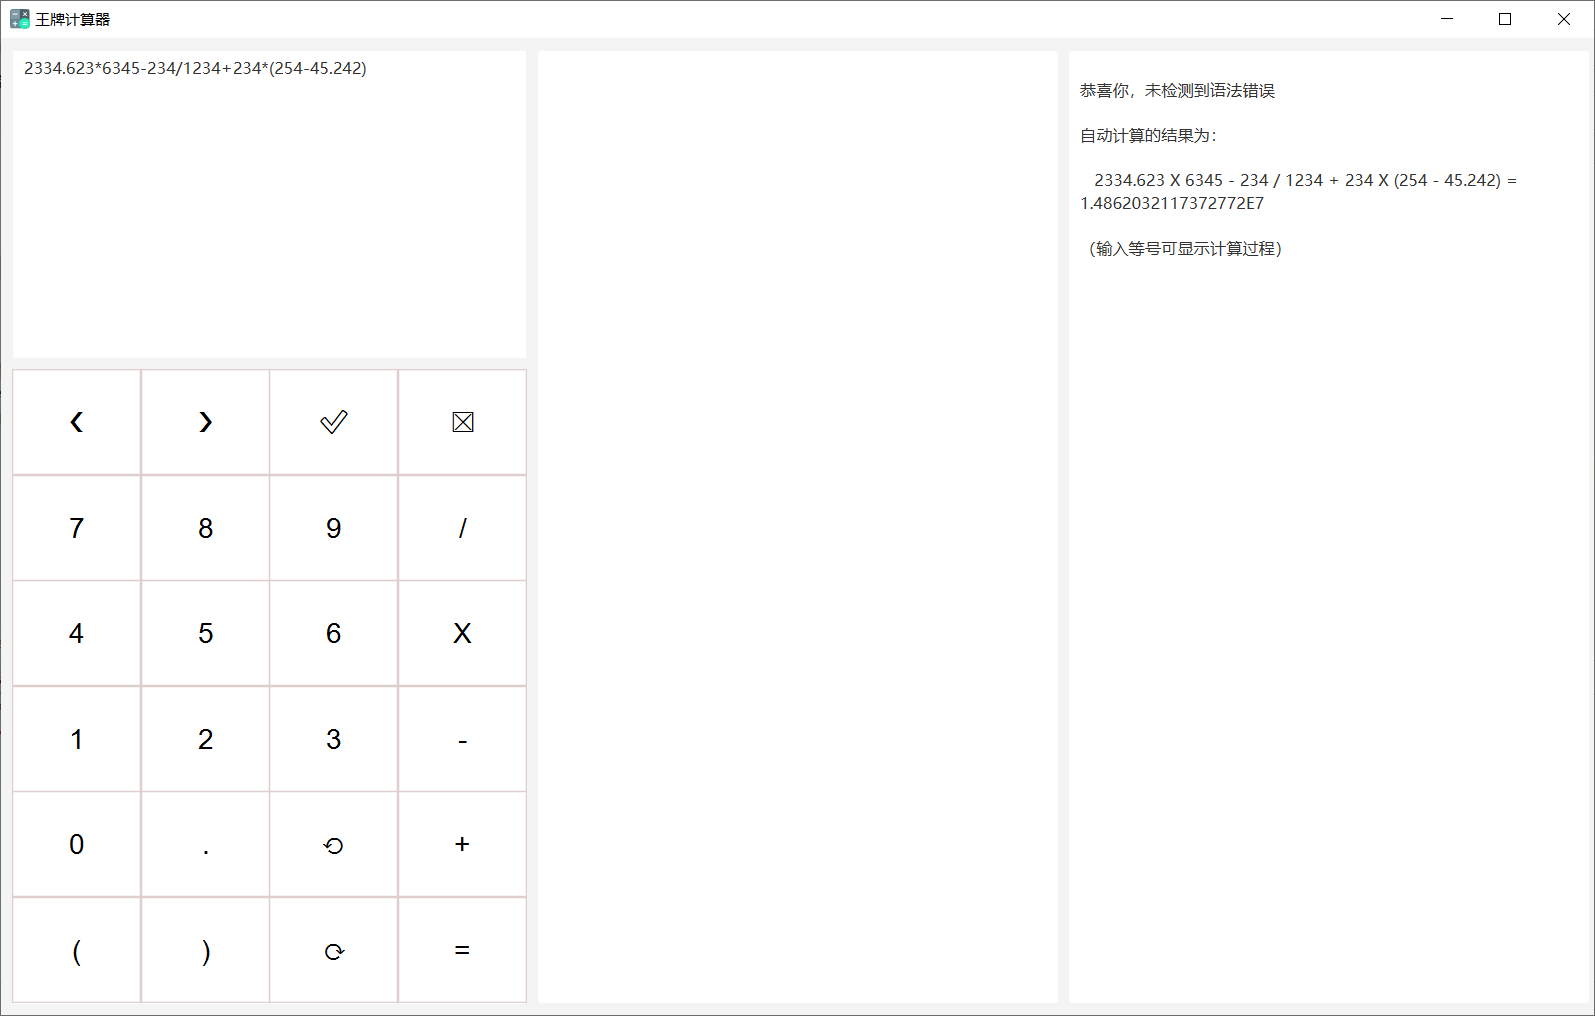 王牌计算器
2334.623*6345-234/1234+234*(254-45.242)
恭喜你，未检测到语法错误
自动计算的结果为：
2334.623 X 6345 - 234 / 1234 + 234 X (254 - 45.242) =
1.4862032117372772E7
（输入等号可显示计算过程）
7 8 9 /
4 5 6 X
1 2 3 -
0 . +
( ) =